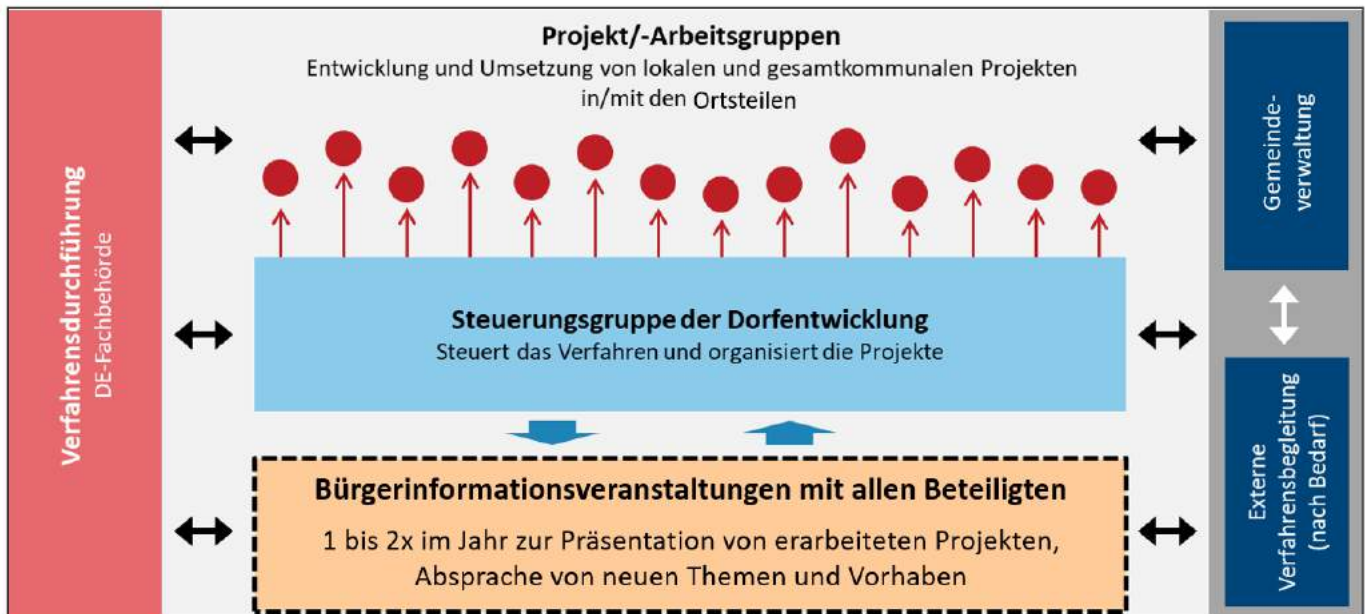 Verfahrensdurchführung
DE-Fachbehörde
Projekt/-Arbeitsgruppen
Entwicklung und Umsetzung von lokalen und gesamtkommunalen Projekten
in/mit den Ortsteilen
Steuerungsgruppe der Dorfentwicklung
Steuert das Verfahren und organisiert die Projekte
Bürgerinformationsveranstaltungen mit allen Beteiligten
1 bis 2x im Jahr zur Präsentation von erarbeiteten Projekten,
Absprache von neuen Themen und Vorhaben
Gemeinde-
verwaltung
Externe
Verfahrensbegleitung
(nach Bedarf)